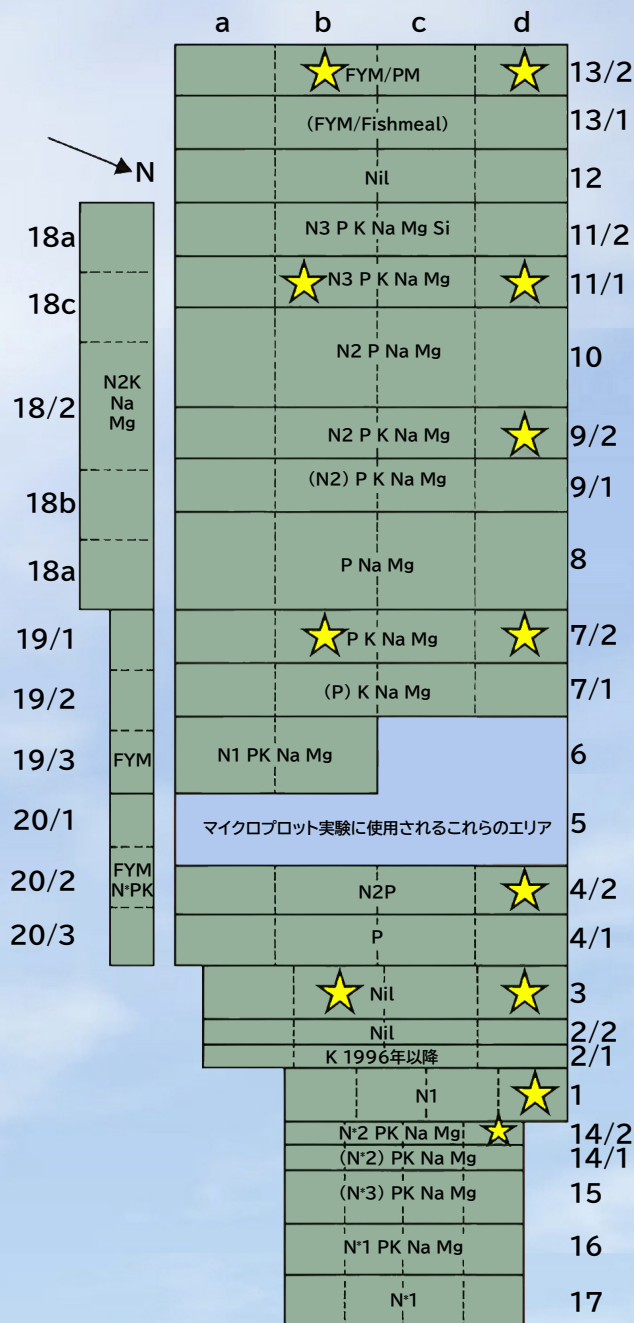 a b c d
FYM/PM 13/2
(FYM/Fishmeal) 13/1
N
Nil 12
18a
N3 P K Na Mg Si 11/2
18c
N3 P K Na Mg 11/1
N2 P Na Mg 10
18/2
N2K
Na
Mg
N2 P K Na Mg 9/2
(N2) P K Na Mg 9/1
18b
P Na Mg 8
18a
19/1
P K Na Mg 7/2
19/2
(P) K Na Mg 7/1
19/3
FYM
N1 PK Na Mg 6
20/1
マイクロプロット実験に使用されるこれらのエリア 5
20/2
FYM
N*PK
N2P 4/2
20/3
P 4/1
Nil 3
Nil 2/2
K 1996年以降 2/1
N1 1
N*2 PK Na Mg 14/2
(N*2) PK Na Mg 14/1
(N*3) PK Na Mg 15
N*1 PK Na Mg 16
N*1 17